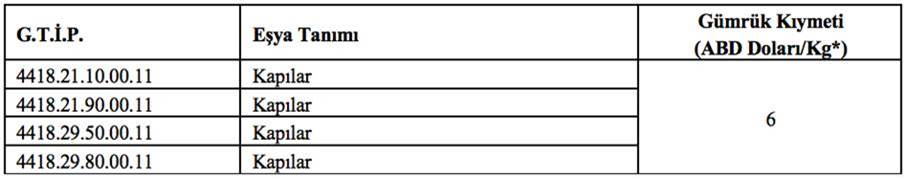 G.T.İ.P. Eşya Tanımı Gümrük Kıymeti
(ABD Doları/Kg*)
4418.21.10.00.11 Kapılar
4418.21.90.00.11 Kapılar
6
4418.29.50.00.11 Kapılar
4418.29.80.00.11 Kapılar